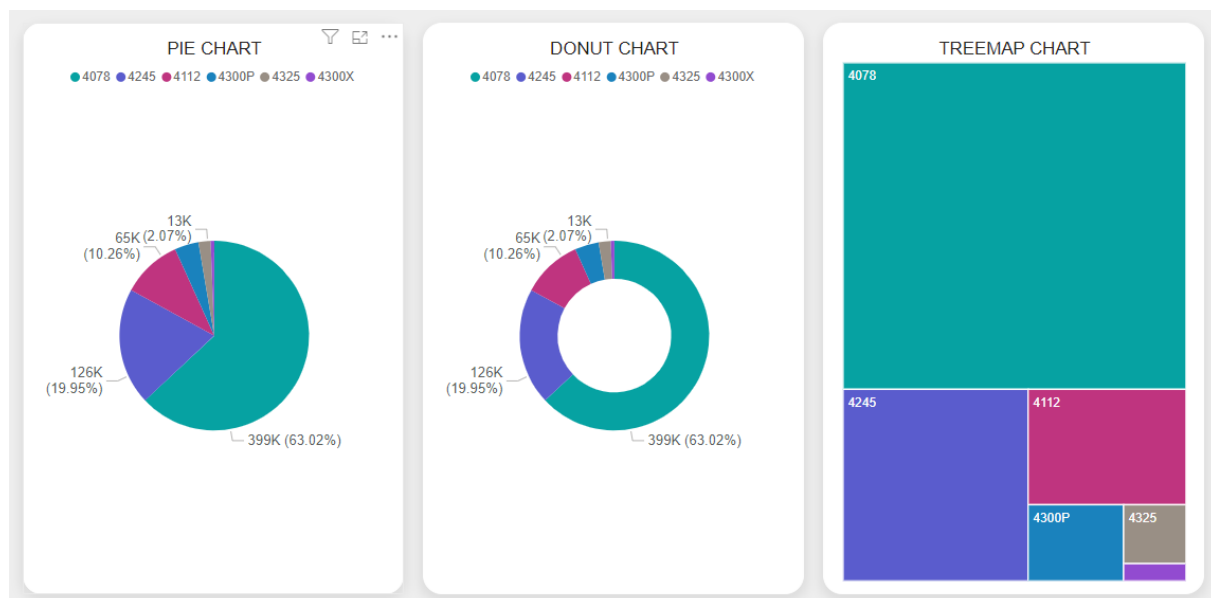 PIE CHART
4078 4245 4112 4300P 4325 4300X
13K
(2.07%)
65K
(10.26%)
126K
(19.95%)
399K (63.02%)
DONUT CHART
4078 4245 4112 4300P 4325 4300X
13K
(2.07%)
65K
(10.26%)
126K
(19.95%)
399K (63.02%)
TREEMAP CHART
4078
4245
4112
4300P
4325